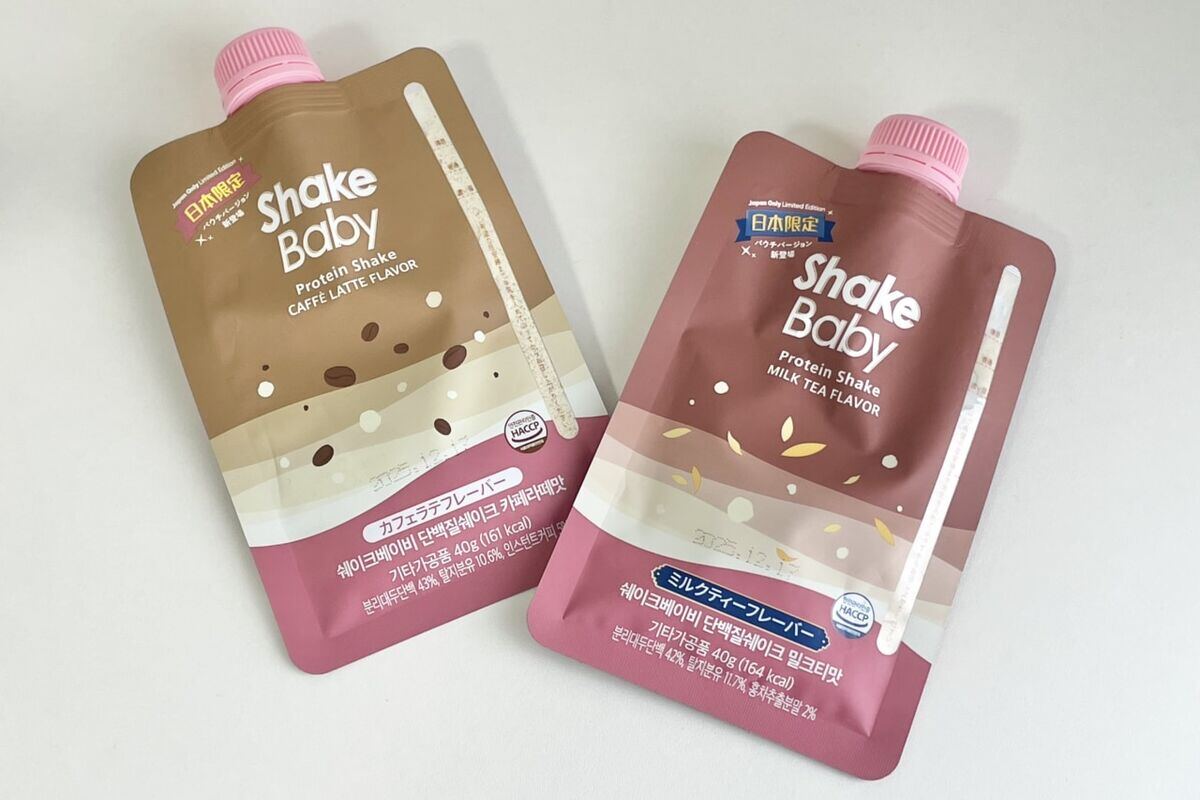 Japan Only Limited Edition
日本限定
パウチバージョン
新登場
Shake
Baby
Protein Shake
CAFFÈ LATTE FLAVOR
HACCP
2025.12.17
カフェラテフレーバー
쉐이크베이비 단백질쉐이크 카페라떼맛
기타가공품 40g (161 kcal)
분리대두단백 43%, 탈지분유 10.6%, 인스턴트커피
Japan Only Limited Edition
日本限定
パウチバージョン
新登場
Shake
Baby
Protein Shake
MILK TEA FLAVOR
2025.12.17
HACCP
ミルクティーフレーバー
쉐이크베이비 단백질쉐이크 밀크티맛
기타가공품 40g (164 kcal)
분리대두단백 42%, 탈지분유 11.7%, 홍차추출분말 2%